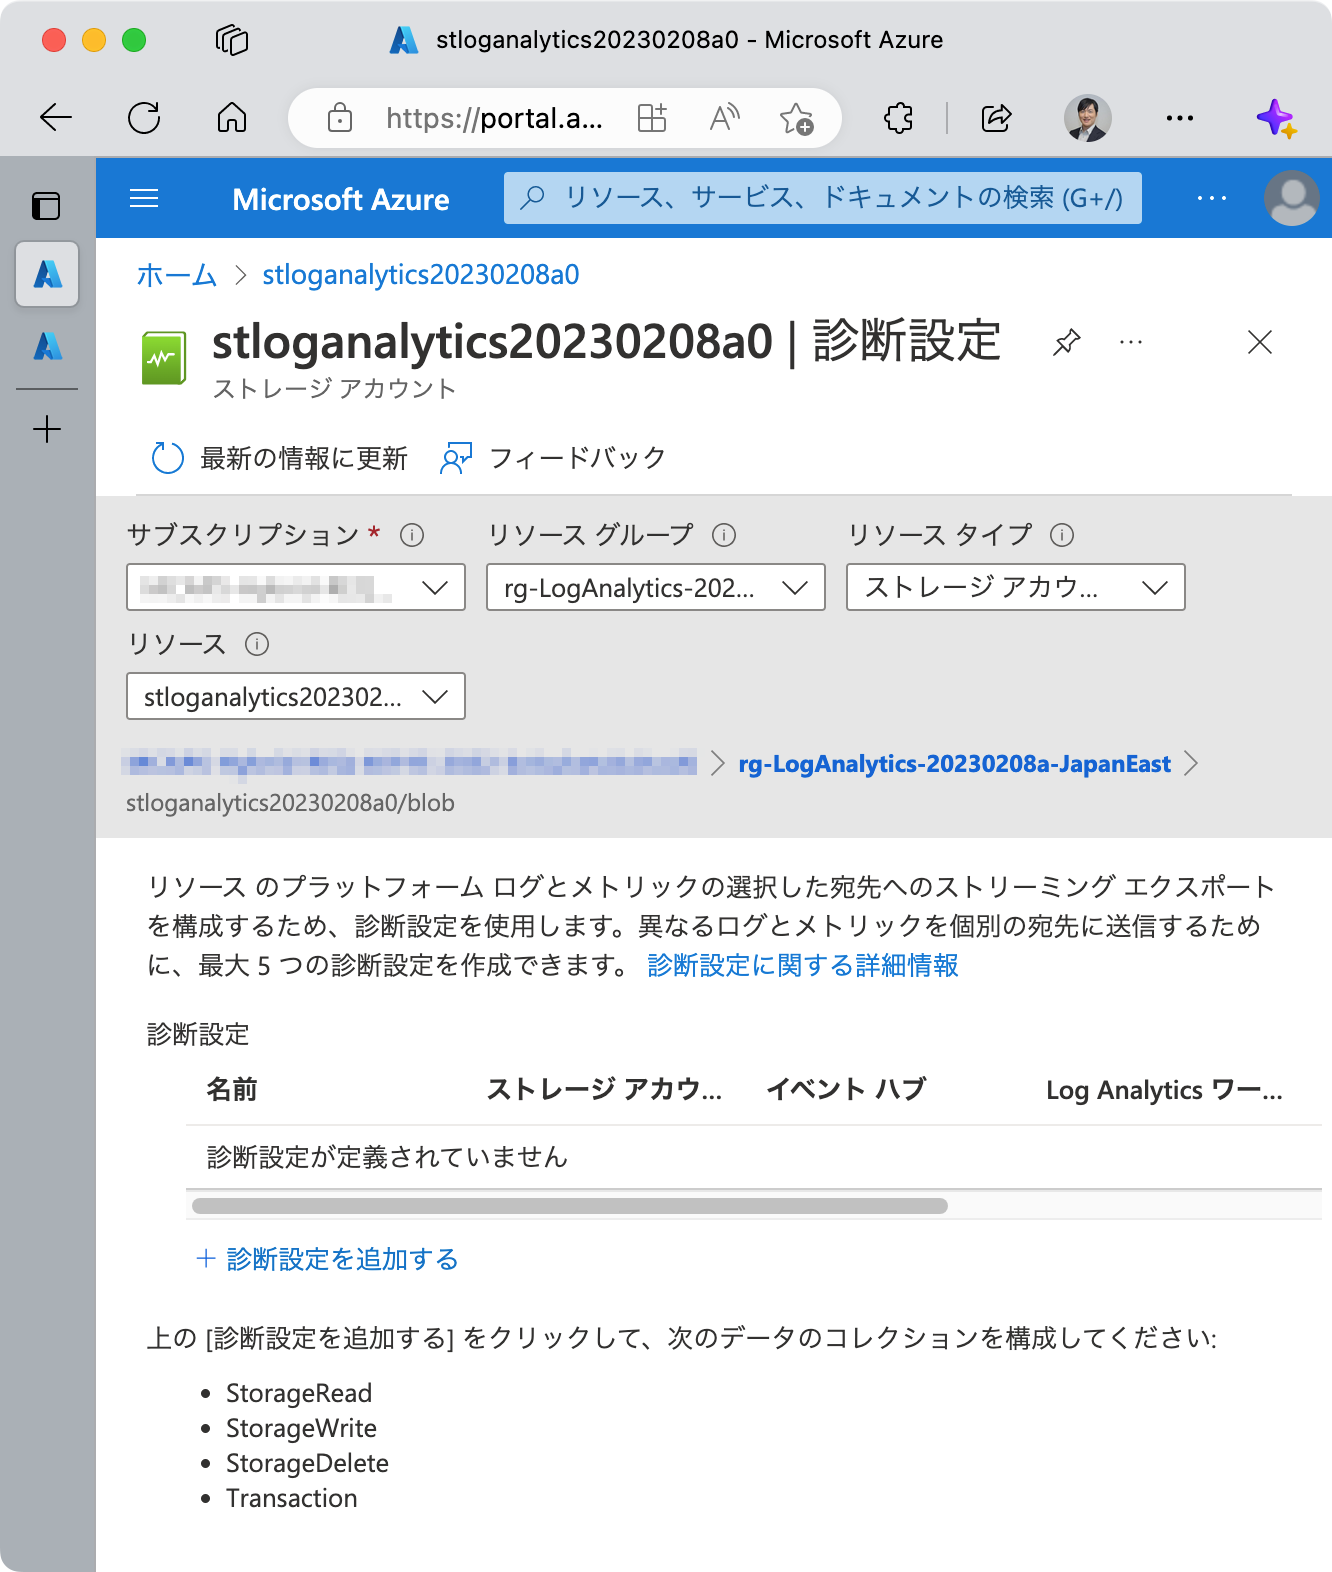 stloganalytics20230208a0 - Microsoft Azure
https://portal.a...
Microsoft Azure
リソース、サービス、ドキュメントの検索 (G+/)
ホーム > stloganalytics20230208a0
stloganalytics20230208a0 | 診断設定
ストレージ アカウント
最新の情報に更新 フィードバック
サブスクリプション * リソース グループ リソース タイプ
rg-LogAnalytics-202... ストレージ アカウ...
リソース
stloganalytics202302...
rg-LogAnalytics-20230208a-JapanEast >
stloganalytics20230208a0/blob
リソース のプラットフォーム ログとメトリックの選択した宛先へのストリーミング エクスポート
を構成するため、診断設定を使用します。異なるログとメトリックを個別の宛先に送信するため
に、最大 5 つの診断設定を作成できます。 診断設定に関する詳細情報
診断設定
名前 ストレージ アカウ... イベント ハブ Log Analytics ワー...
診断設定が定義されていません
+ 診断設定を追加する
上の [診断設定を追加する] をクリックして、次のデータのコレクションを構成してください:
• StorageRead
• StorageWrite
• StorageDelete
• Transaction